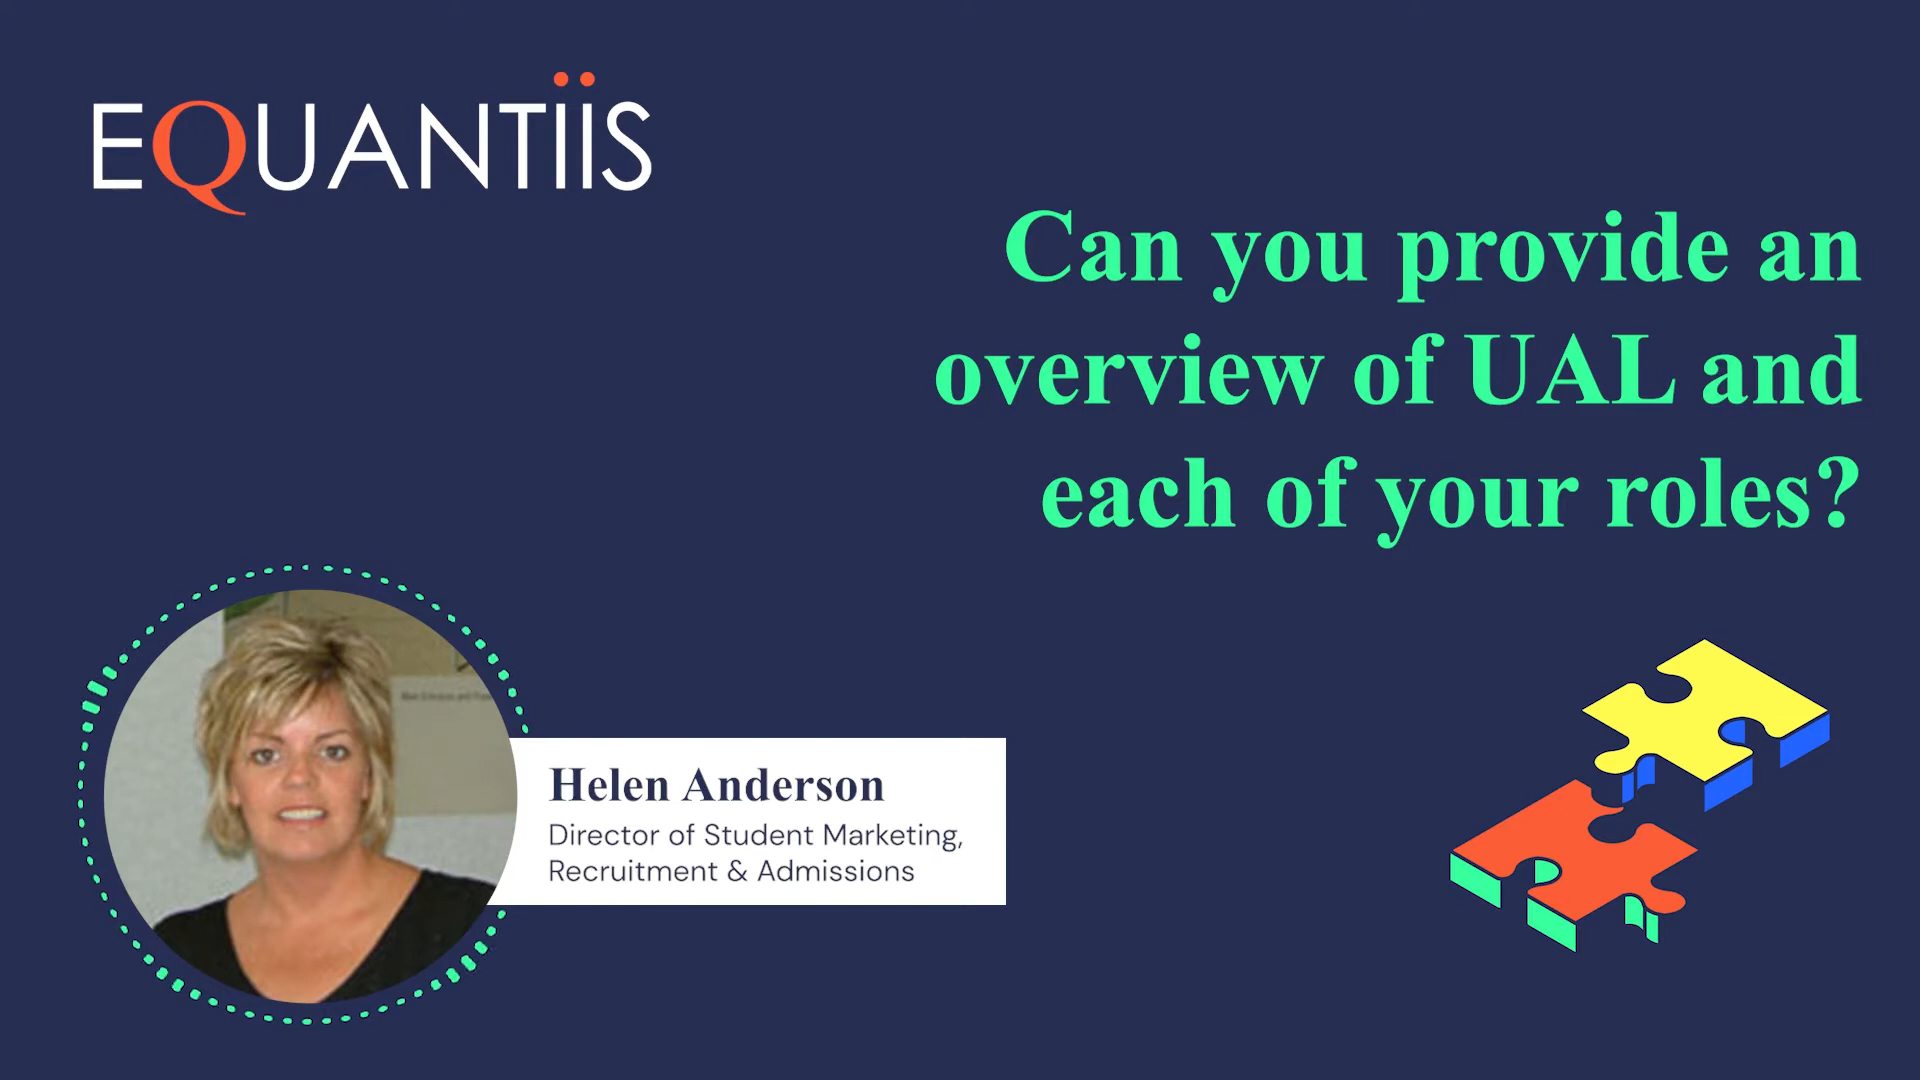 EQUANTIIS
Can you provide an
overview of UAL and
each of your roles?
Helen Anderson
Director of Student Marketing,
Recruitment & Admissions